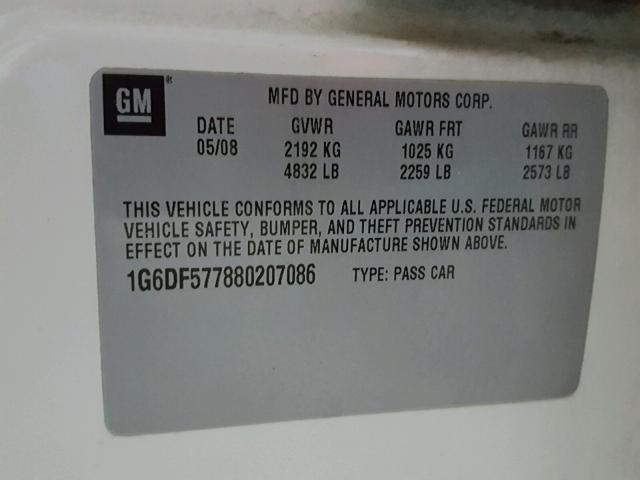 GM®
MFD BY GENERAL MOTORS CORP.
DATE GVWR GAWR FRT GAWR RR
05/08 2192 KG 1025 KG 1167 KG
4832 LB 2259 LB 2573 LB
THIS VEHICLE CONFORMS TO ALL APPLICABLE U.S. FEDERAL MOTOR
VEHICLE SAFETY, BUMPER, AND THEFT PREVENTION STANDARDS IN
EFFECT ON THE DATE OF MANUFACTURE SHOWN ABOVE.
1G6DF577880207086 TYPE: PASS CAR